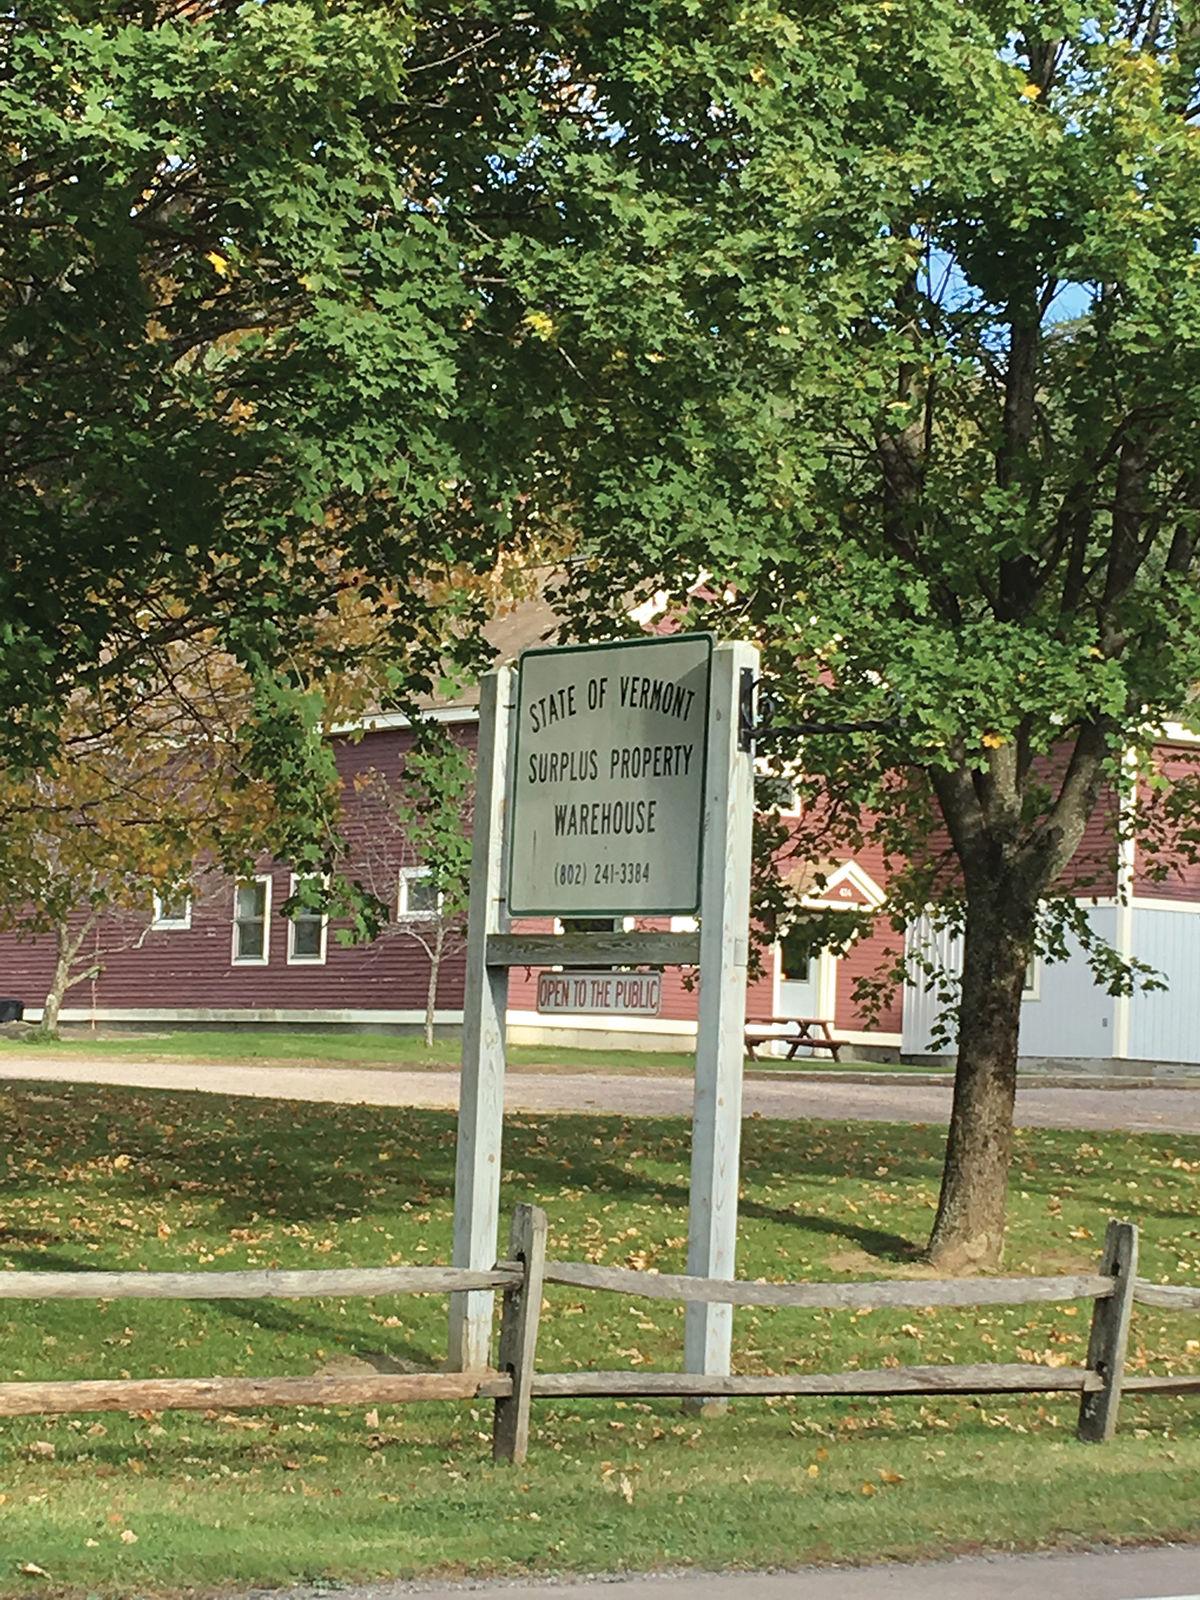 STATE OF VERMONT
SURPLUS PROPERTY
WAREHOUSE
(802) 241-3384
OPEN TO THE PUBLIC